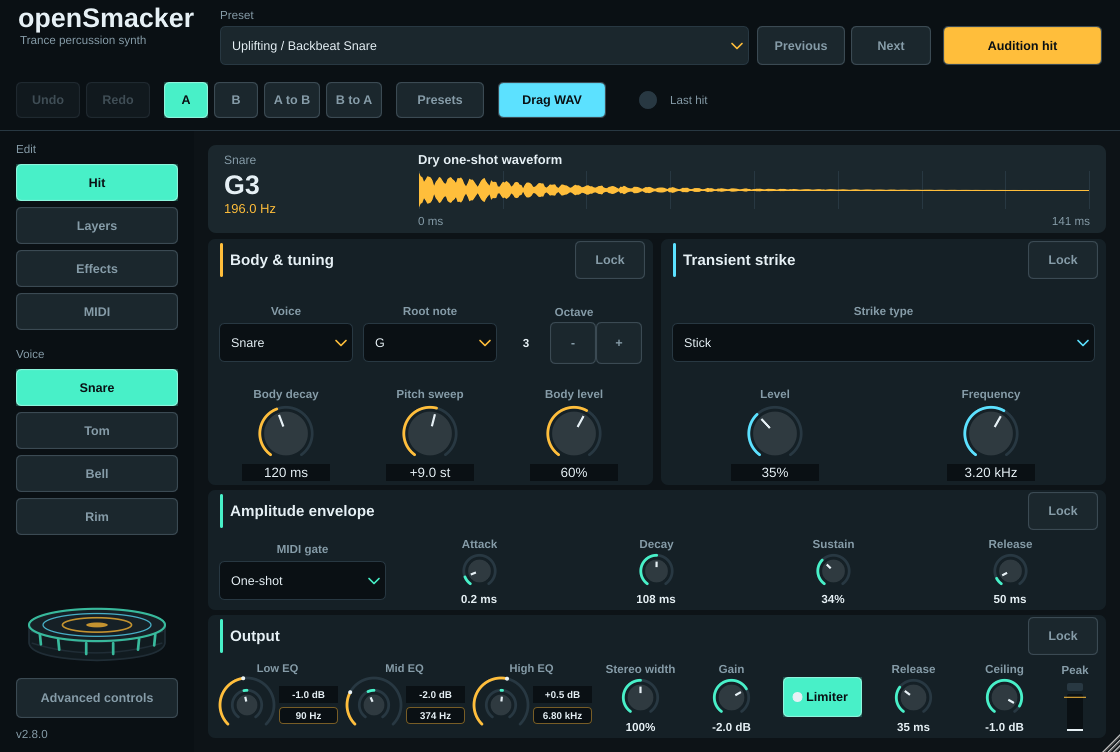 openSmacker
Trance percussion synth
Preset
Uplifting / Backbeat Snare
Previous
Next
Audition hit
Undo
Redo
A
B
A to B
B to A
Presets
Drag WAV
Last hit
Edit
Hit
Layers
Effects
MIDI
Voice
Snare
Tom
Bell
Rim
Advanced controls
v2.8.0
Snare
G3
196.0 Hz
Dry one-shot waveform
0 ms
141 ms
Body & tuning
Lock
Voice
Root note
Octave
Snare
G
3
-
+
Body decay
Pitch sweep
Body level
120 ms
+9.0 st
60%
Transient strike
Lock
Strike type
Stick
Level
Frequency
35%
3.20 kHz
Amplitude envelope
Lock
MIDI gate
One-shot
Attack
Decay
Sustain
Release
0.2 ms
108 ms
34%
50 ms
Output
Lock
Low EQ
-1.0 dB
90 Hz
Mid EQ
-2.0 dB
374 Hz
High EQ
+0.5 dB
6.80 kHz
Stereo width
100%
Gain
-2.0 dB
Limiter
Release
35 ms
Ceiling
-1.0 dB
Peak